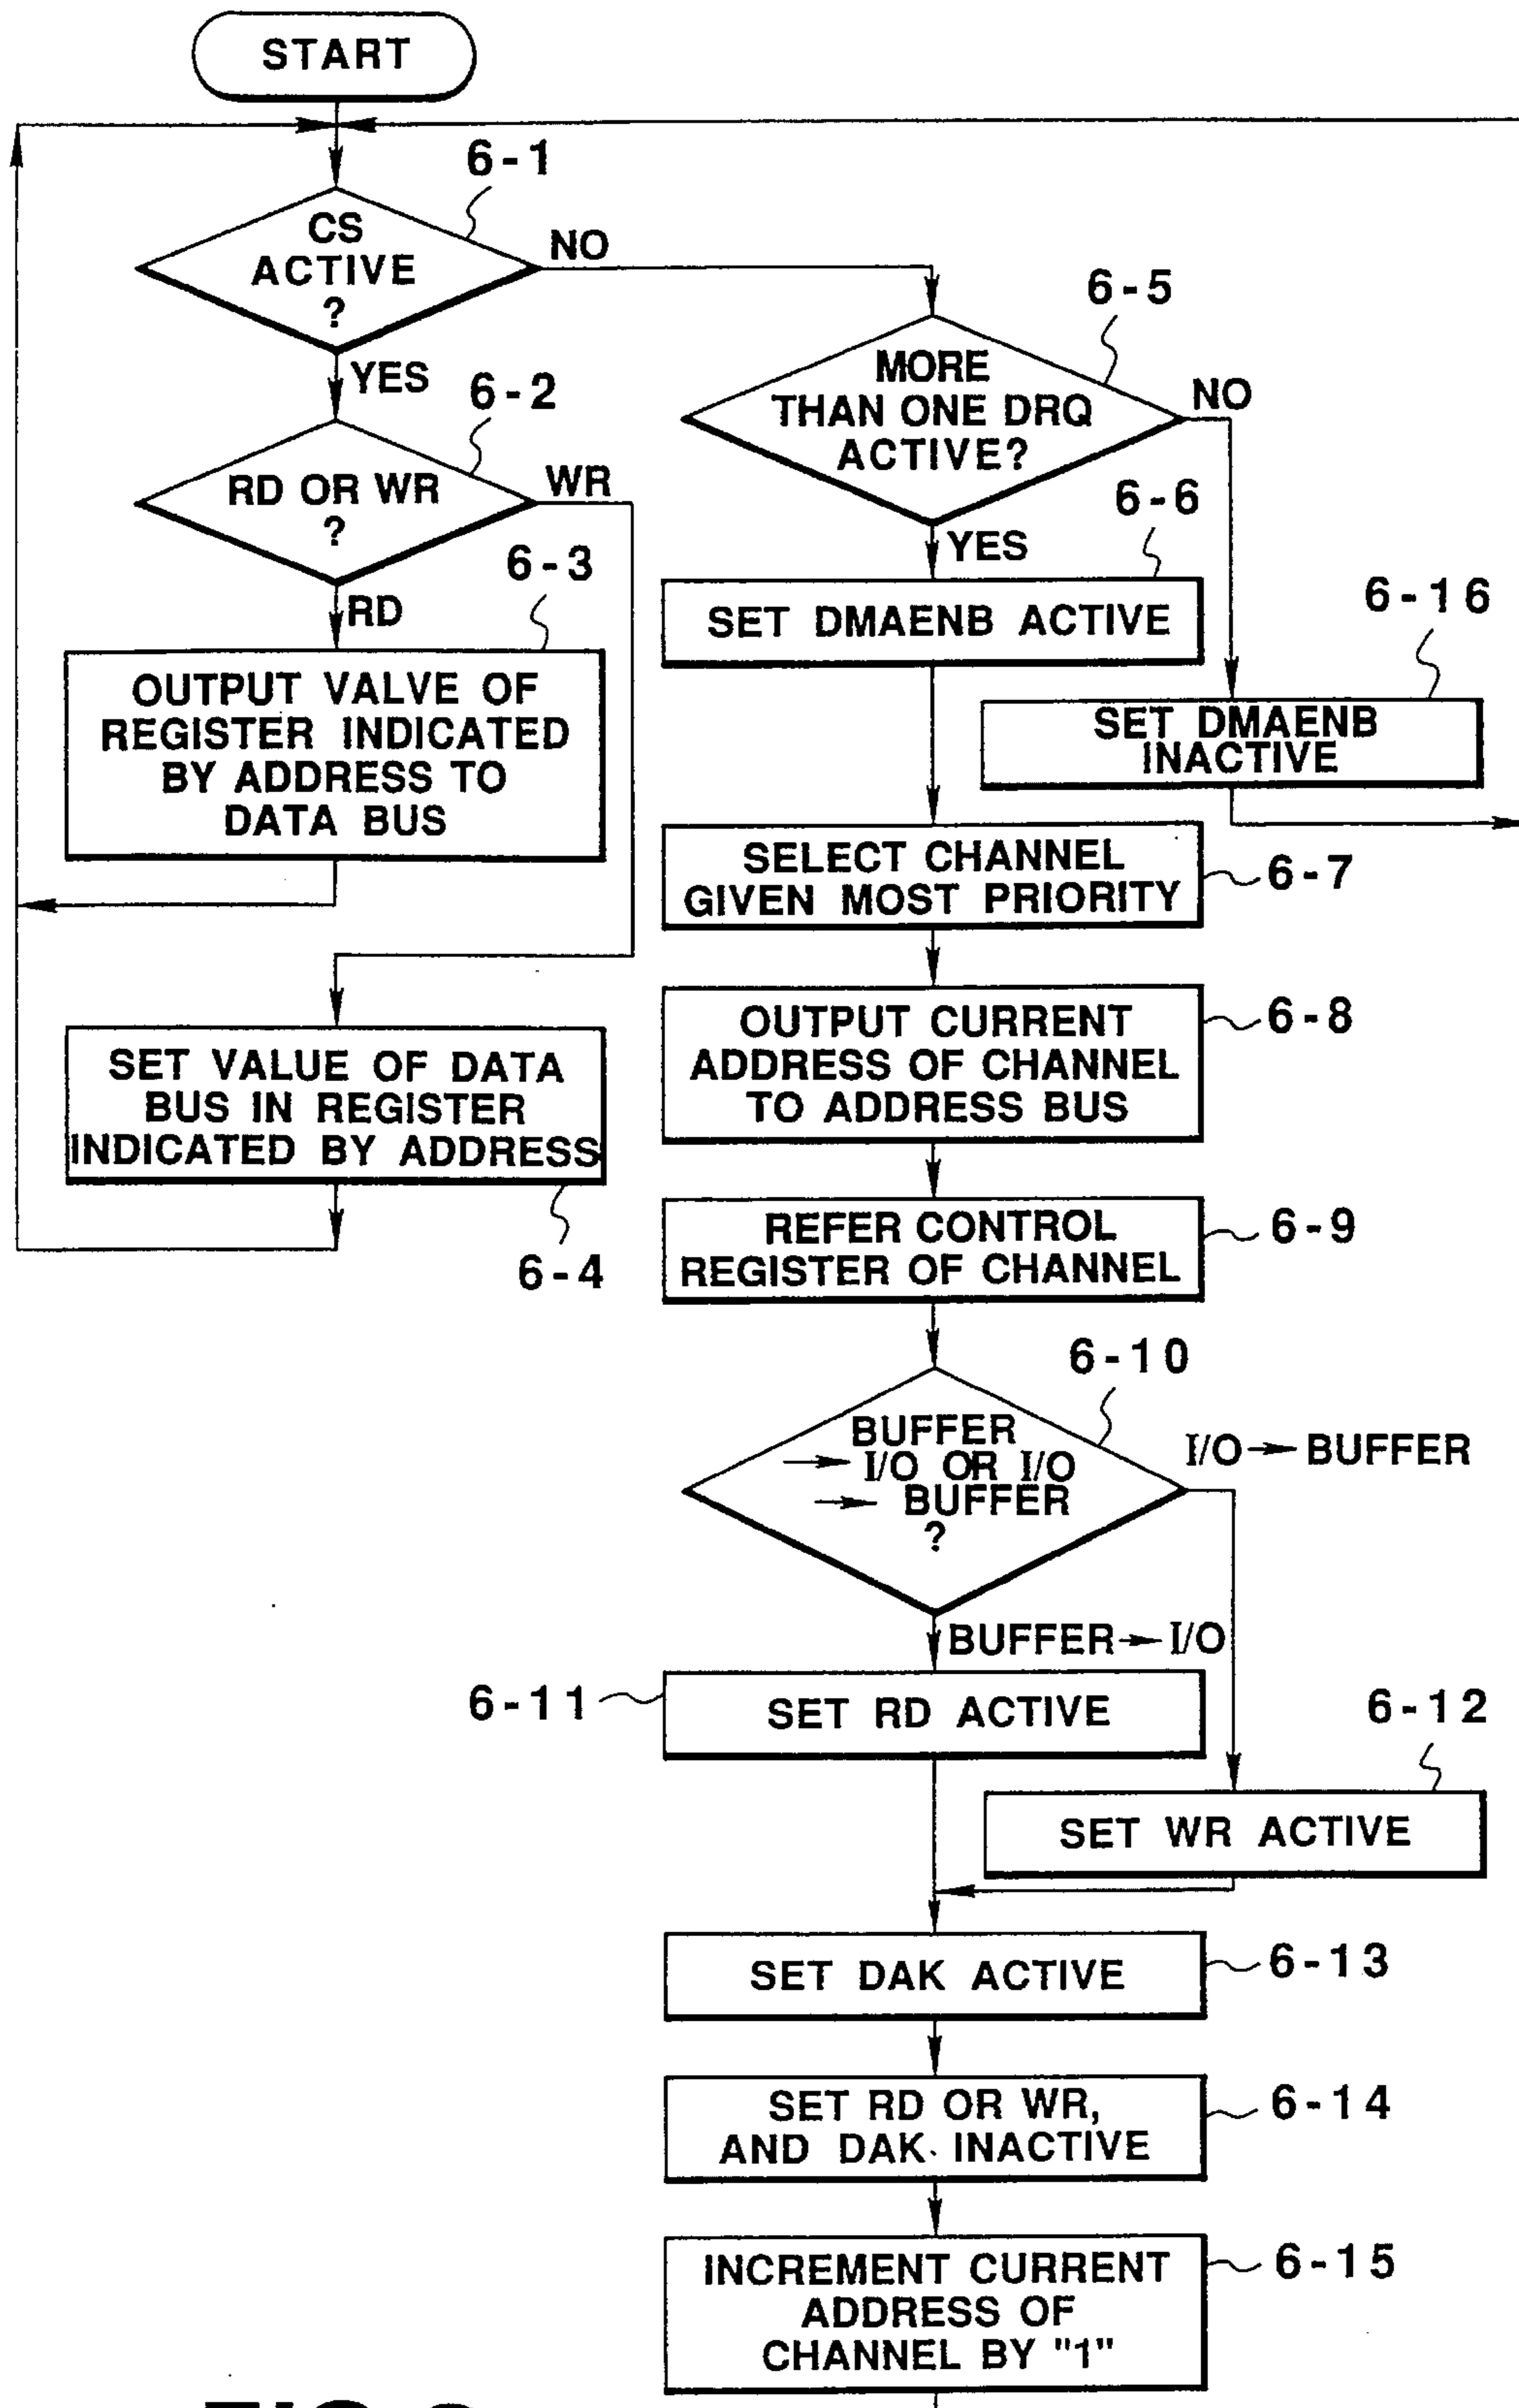 START
6-1
CS
ACTIVE
?
NO
YES
6-2
RD OR WR
?
WR
RD
6-3
OUTPUT VALVE OF
REGISTER INDICATED
BY ADDRESS TO
DATA BUS
SET VALUE OF DATA
BUS IN REGISTER
INDICATED BY ADDRESS
6-4
6-5
MORE
THAN ONE DRQ
ACTIVE?
NO
YES
6-6
SET DMAENB ACTIVE
6-16
SET DMAENB
INACTIVE
SELECT CHANNEL
GIVEN MOST PRIORITY
6-7
OUTPUT CURRENT
ADDRESS OF CHANNEL
TO ADDRESS BUS
6-8
REFER CONTROL
REGISTER OF CHANNEL
6-9
6-10
BUFFER
→ I/O OR I/O
→ BUFFER
?
I/O → BUFFER
BUFFER → I/O
6-11
SET RD ACTIVE
6-12
SET WR ACTIVE
SET DAK ACTIVE
6-13
SET RD OR WR,
AND DAK INACTIVE
6-14
INCREMENT CURRENT
ADDRESS OF
CHANNEL BY "1"
6-15